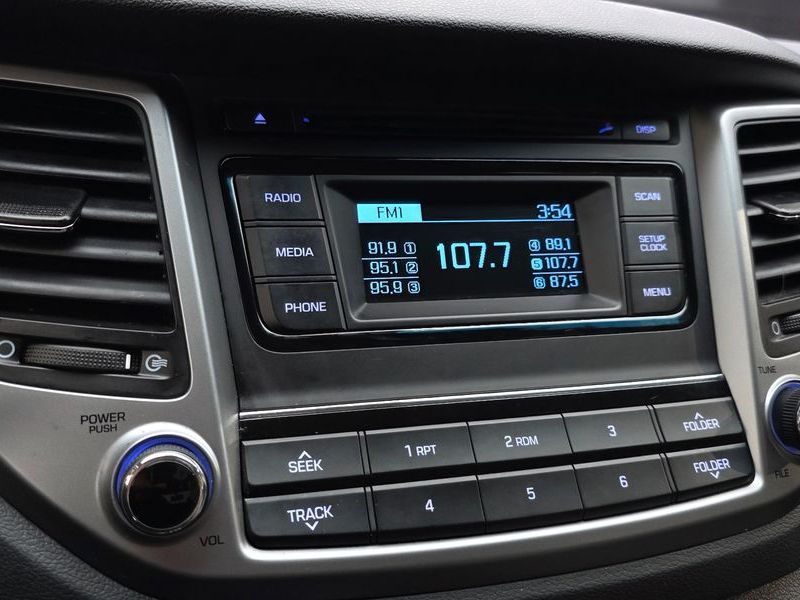 DISP
RADIO
MEDIA
PHONE
FM1 3:54
91.9 1
95.1 2
95.9 3
107.7
4 89.1
5 107.7
6 87.5
SCAN
SETUP
CLOCK
MENU
POWER
PUSH
VOL
SEEK
1 RPT
2 RDM
3
FOLDER
TRACK
4
5
6
FOLDER
TUNE
FILE